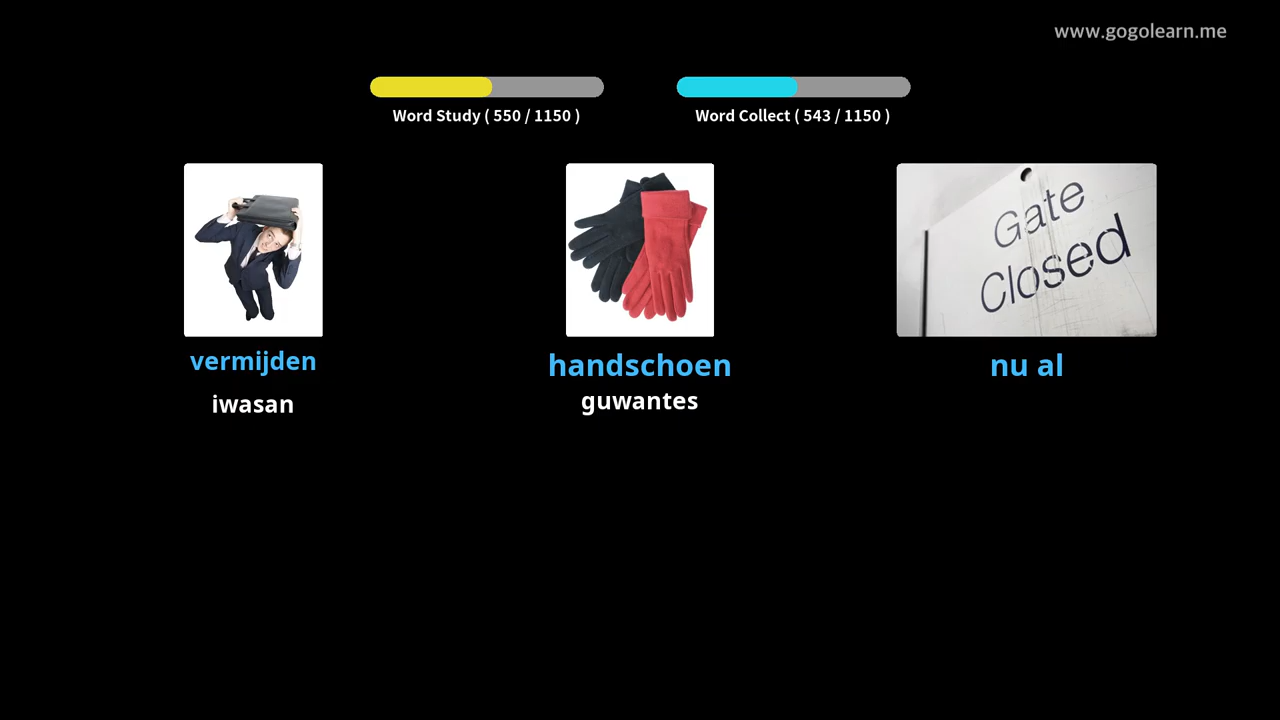 www.gogolearn.me
Word Study ( 550 / 1150 )
Word Collect ( 543 / 1150 )
Gate
Closed
vermijden
handschoen
nu al
iwasan
guwantes